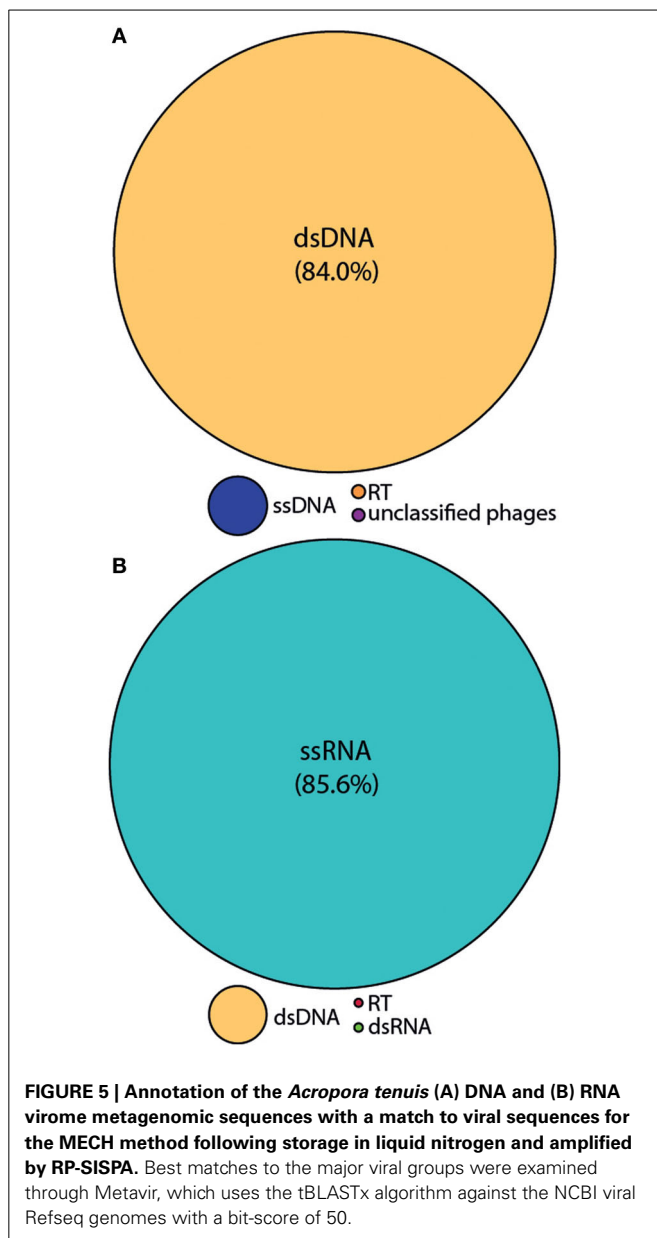 A
dsDNA
(84.0%)
ssDNA
RT
unclassified phages
B
ssRNA
(85.6%)
dsDNA
RT
dsRNA
FIGURE 5 | Annotation of the Acropora tenuis (A) DNA and (B) RNA
virome metagenomic sequences with a match to viral sequences for
the MECH method following storage in liquid nitrogen and amplified
by RP-SISPA. Best matches to the major viral groups were examined
through Metavir, which uses the tBLASTx algorithm against the NCBI viral
Refseq genomes with a bit-score of 50.